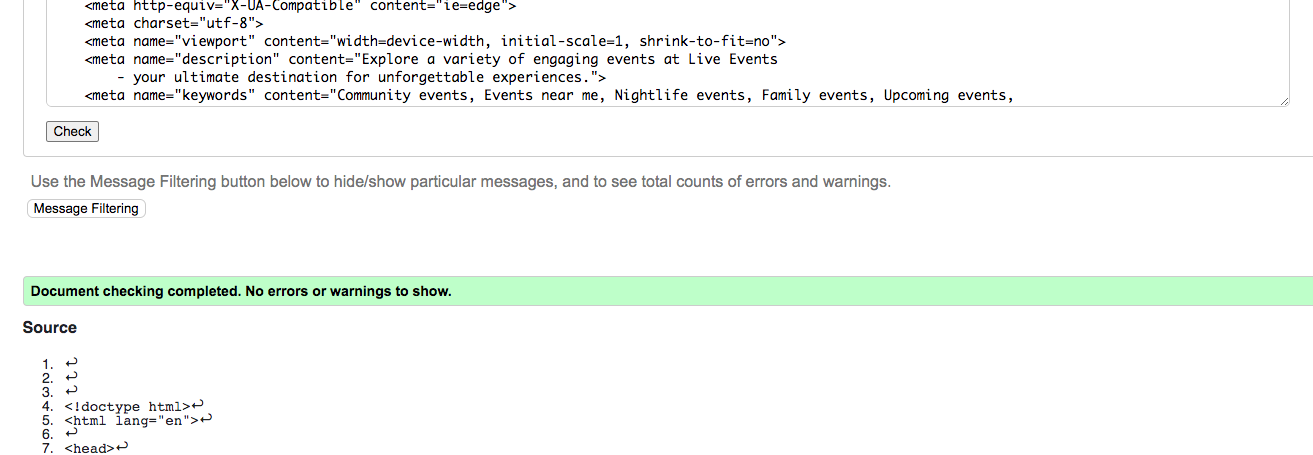 <meta http-equiv="X-UA-Compatible" content="ie=edge">
<meta charset="utf-8">
<meta name="viewport" content="width=device-width, initial-scale=1, shrink-to-fit=no">
<meta name="description" content="Explore a variety of engaging events at Live Events
- your ultimate destination for unforgettable experiences.">
<meta name="keywords" content="Community events, Events near me, Nightlife events, Family events, Upcoming events,
Check
Use the Message Filtering button below to hide/show particular messages, and to see total counts of errors and warnings.
Message Filtering
Document checking completed. No errors or warnings to show.
Source
1. ↩
2. ↩
3. ↩
4. <!doctype html>↩
5. <html lang="en">↩
6. ↩
7. <head>↩